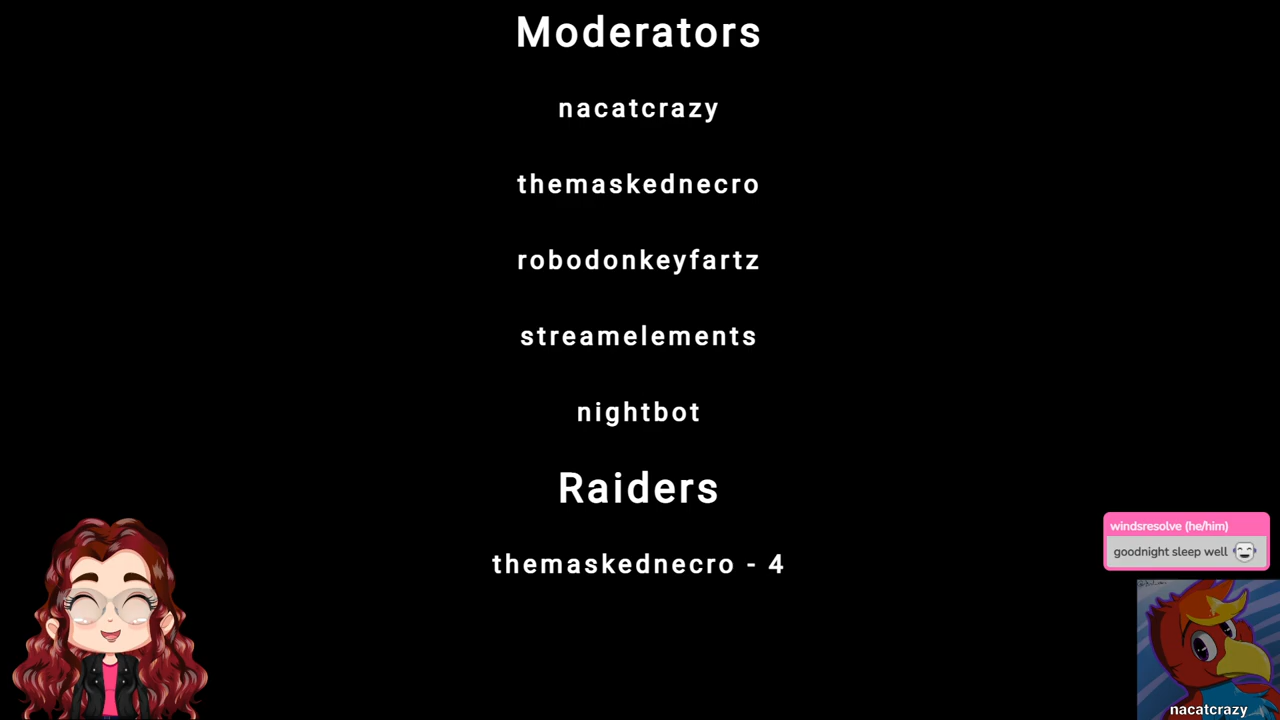 Moderators
nacatcrazy
themaskednecro
robodonkeyfartz
streamelements
nightbot
Raiders
themaskednecro - 4
windsresolve (he/him)
goodnight sleep well
nacatcrazy